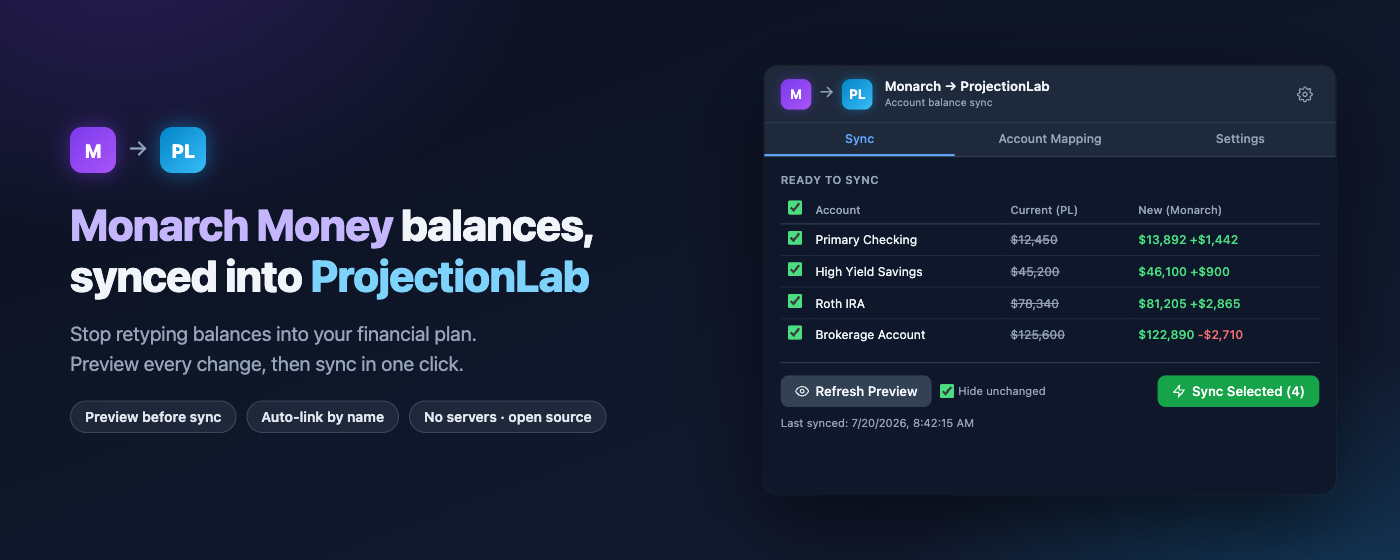 M → PL
Monarch Money balances,
synced into ProjectionLab
Stop retyping balances into your financial plan.
Preview every change, then sync in one click.
Preview before sync
Auto-link by name
No servers · open source
M → PL
Monarch → ProjectionLab
Account balance sync
Sync
Account Mapping
Settings
READY TO SYNC
Account Current (PL) New (Monarch)
Primary Checking $12,450 $13,892 +$1,442
High Yield Savings $45,200 $46,100 +$900
Roth IRA $78,340 $81,205 +$2,865
Brokerage Account $125,600 $122,890 -$2,710
Refresh Preview
Hide unchanged
Sync Selected (4)
Last synced: 7/20/2026, 8:42:15 AM